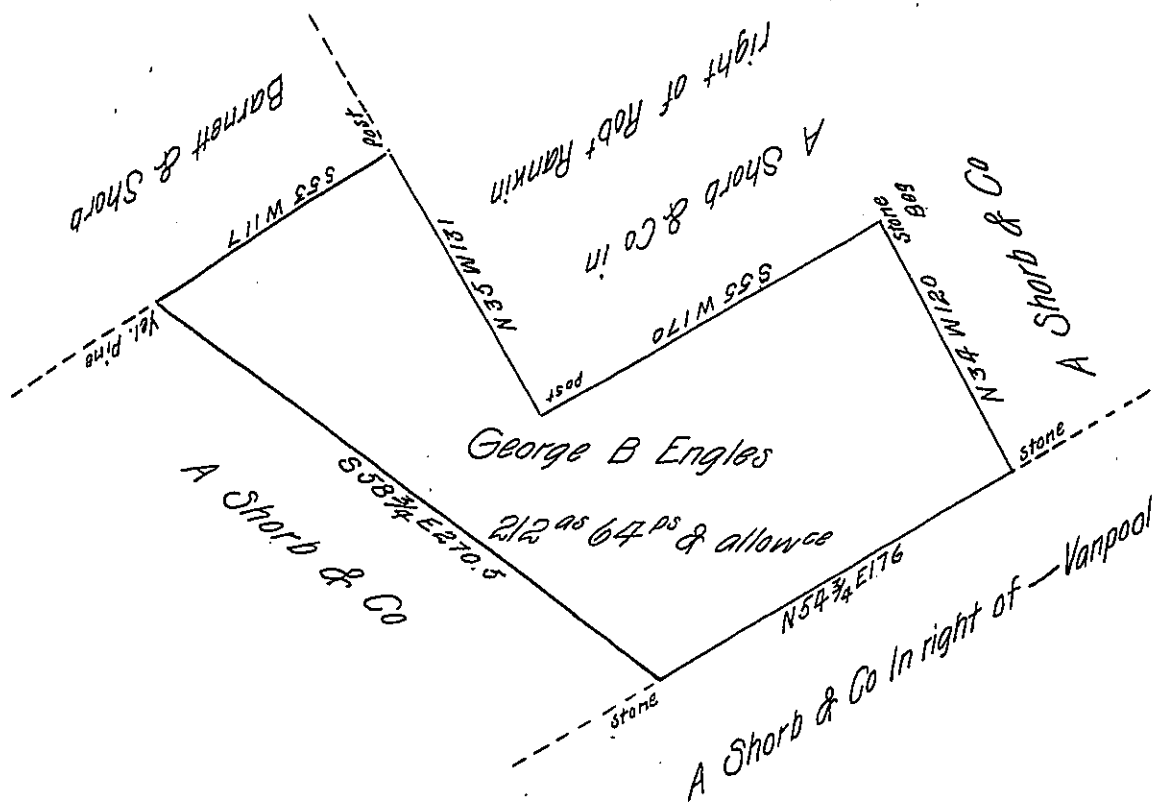 Barnett & Shorb
Post
right of Robt Rankin
A Shorb & Co in
S53 W117
N35 W131
Yel. Pine
Stone
Beg
A Shorb & Co
S55 W170
N34 W120
post
stone
George B Engles
S58¾ E270.5
212 as 64 ps & allowce
A Shorb & Co
N54¾ E176
stone
A Shorb & Co In right of — Vanpool